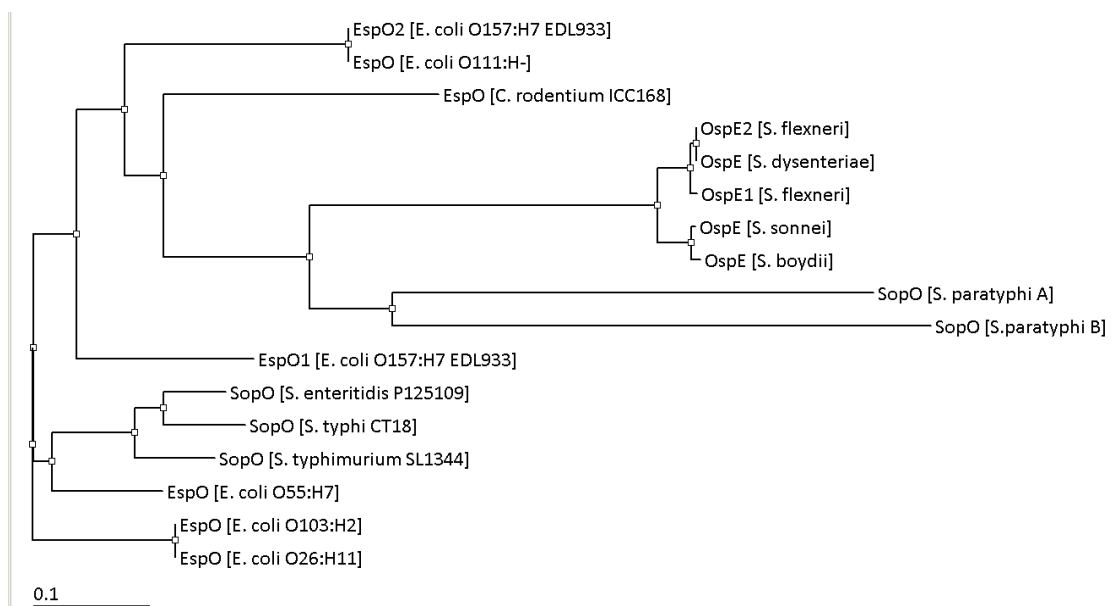 EspO2 [E. coli O157:H7 EDL933]
EspO [E. coli O111:H-]
EspO [C. rodentium ICC168]
OspE2 [S. flexneri]
OspE [S. dysenteriae]
OspE1 [S. flexneri]
OspE [S. sonnei]
OspE [S. boydii]
SopO [S. paratyphi A]
SopO [S.paratyphi B]
EspO1 [E. coli O157:H7 EDL933]
SopO [S. enteritidis P125109]
SopO [S. typhi CT18]
SopO [S. typhimurium SL1344]
EspO [E. coli O55:H7]
EspO [E. coli O103:H2]
EspO [E. coli O26:H11]
0.1